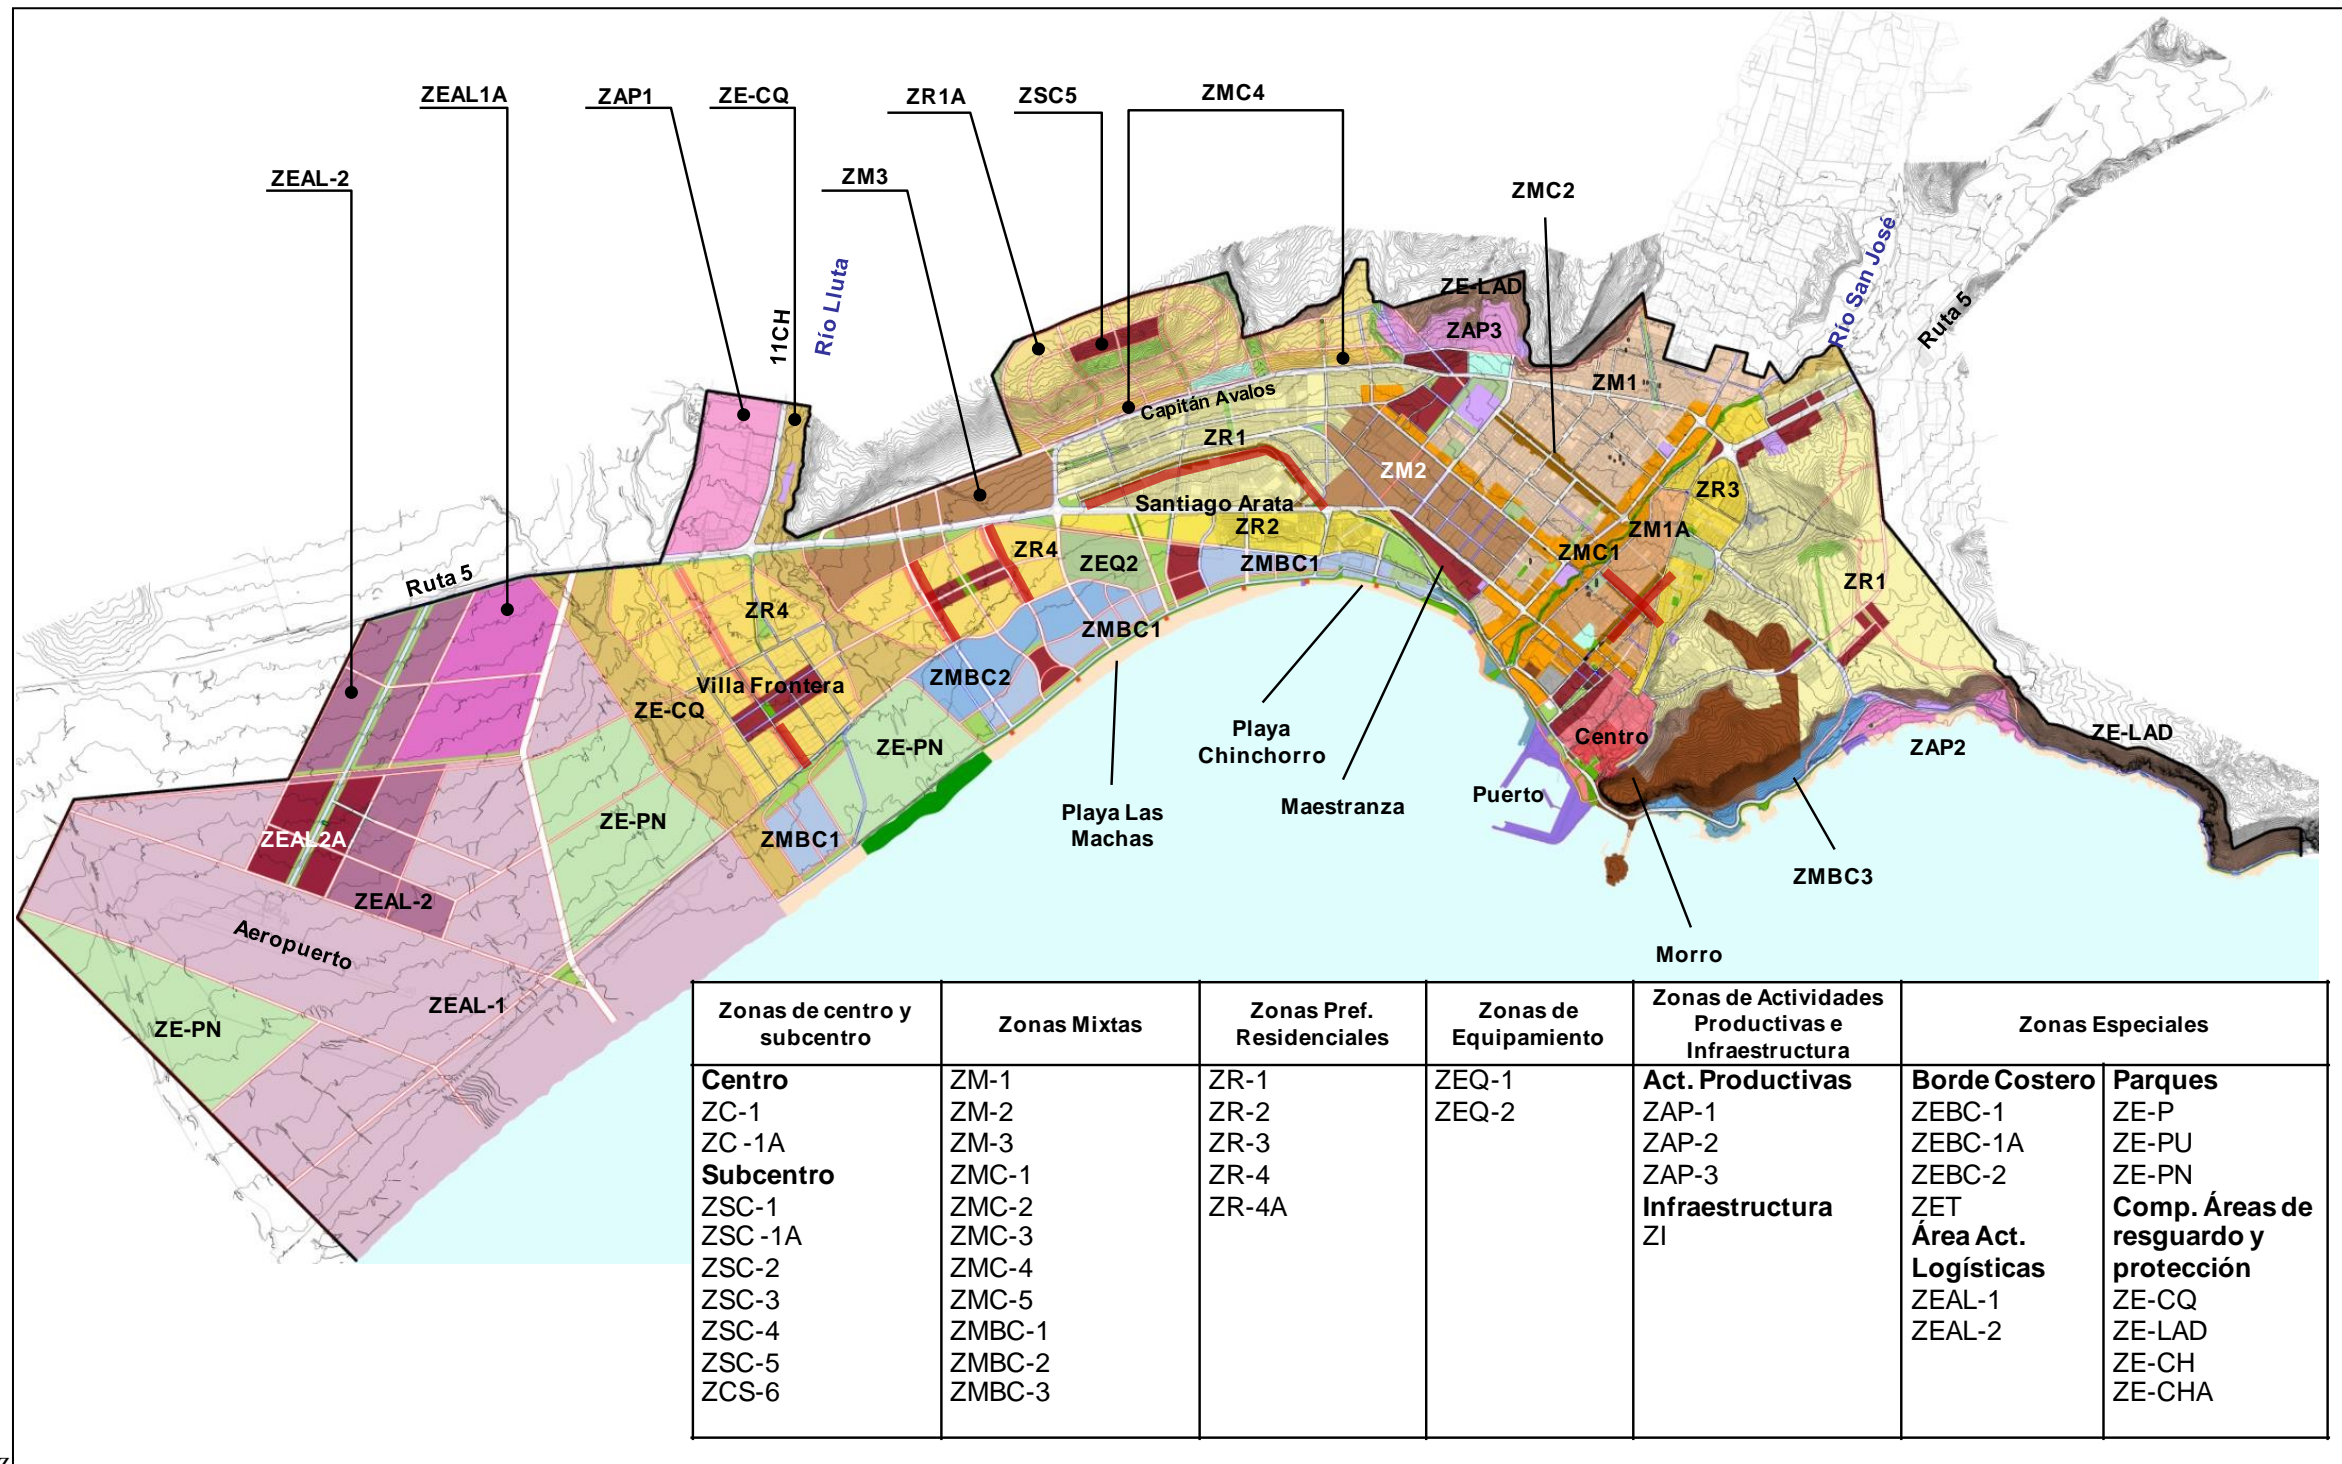 ZEAL1A
ZAP1
ZE-CQ
ZR1A
ZSC5
ZMC4
ZEAL-2
ZM3
ZMC2
11CH
Río Lluta
Río San José
Ruta 5
ZE-LAD
ZAP3
ZM1
Capitán Avalos
ZR1
ZM2
Santiago Arata
ZR2
ZR3
ZM1A
ZMC1
ZR4
ZEQ2
ZMBC1
ZR1
Ruta 5
ZR4
ZMBC1
ZMBC2
Villa Frontera
ZE-CQ
ZE-PN
Playa
Chinchorro
Centro
ZE-LAD
ZAP2
Puerto
Maestranza
Playa Las
Machas
ZE-PN
ZMBC1
ZEAL2A
ZMBC3
ZEAL-2
Aeropuerto
Morro
ZEAL-1
ZE-PN
Zonas de centro y
subcentro
Zonas Mixtas
Zonas Pref.
Residenciales
Zonas de
Equipamiento
Zonas de Actividades
Productivas e
Infraestructura
Zonas Especiales
Centro
ZC-1
ZC -1A
Subcentro
ZSC-1
ZSC -1A
ZSC-2
ZSC-3
ZSC-4
ZSC-5
ZCS-6
ZM-1
ZM-2
ZM-3
ZMC-1
ZMC-2
ZMC-3
ZMC-4
ZMC-5
ZMBC-1
ZMBC-2
ZMBC-3
ZR-1
ZR-2
ZR-3
ZR-4
ZR-4A
ZEQ-1
ZEQ-2
Act. Productivas
ZAP-1
ZAP-2
ZAP-3
Infraestructura
ZI
Borde Costero
ZEBC-1
ZEBC-1A
ZEBC-2
ZET
Área Act.
Logísticas
ZEAL-1
ZEAL-2
Parques
ZE-P
ZE-PU
ZE-PN
Comp. Áreas de
resguardo y
protección
ZE-CQ
ZE-LAD
ZE-CH
ZE-CHA